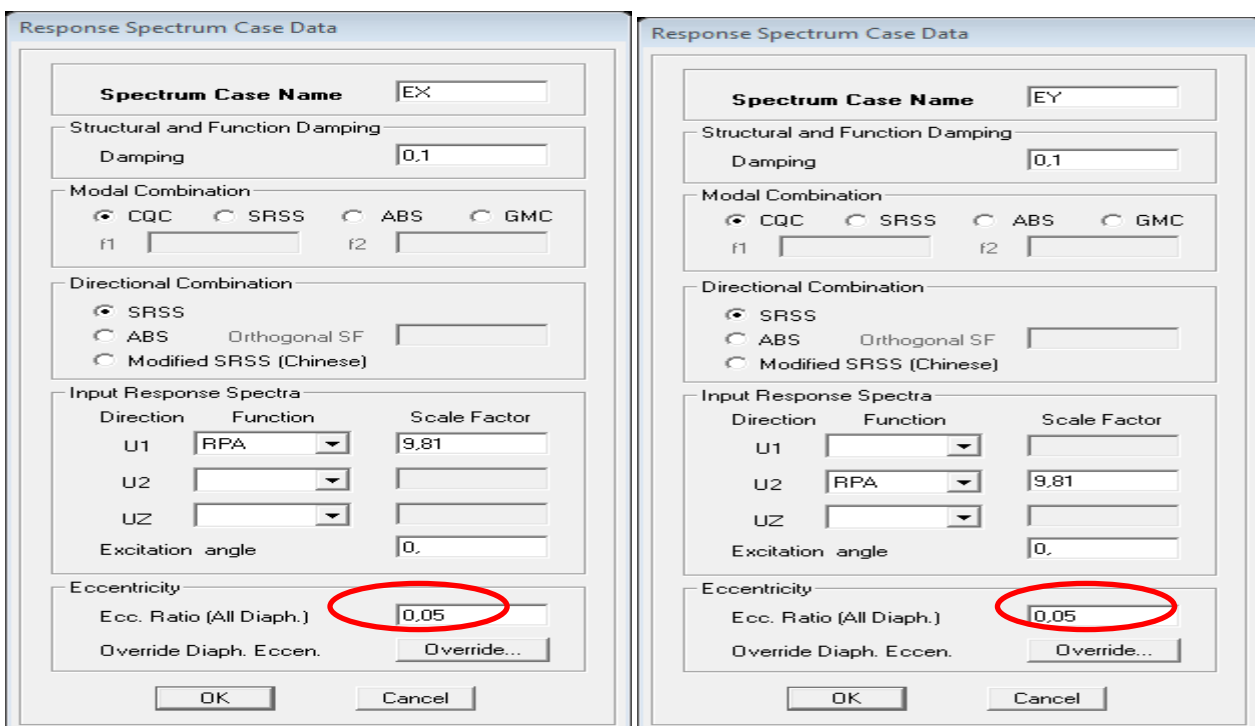 Response Spectrum Case Data
Spectrum Case Name EX
Structural and Function Damping
Damping 0,1
Modal Combination
CQC SRSS ABS GMC
f1 f2
Directional Combination
SRSS
ABS Orthogonal SF
Modified SRSS (Chinese)
Input Response Spectra
Direction Function Scale Factor
U1 RPA 9,81
U2
UZ
Excitation angle 0,
Eccentricity
Ecc. Ratio (All Diaph.) 0,05
Override Diaph. Eccen. Override...
OK Cancel
Response Spectrum Case Data
Spectrum Case Name EY
Structural and Function Damping
Damping 0,1
Modal Combination
CQC SRSS ABS GMC
f1 f2
Directional Combination
SRSS
ABS Orthogonal SF
Modified SRSS (Chinese)
Input Response Spectra
Direction Function Scale Factor
U1
U2 RPA 9,81
UZ
Excitation angle 0,
Eccentricity
Ecc. Ratio (All Diaph.) 0,05
Override Diaph. Eccen. Override...
OK Cancel